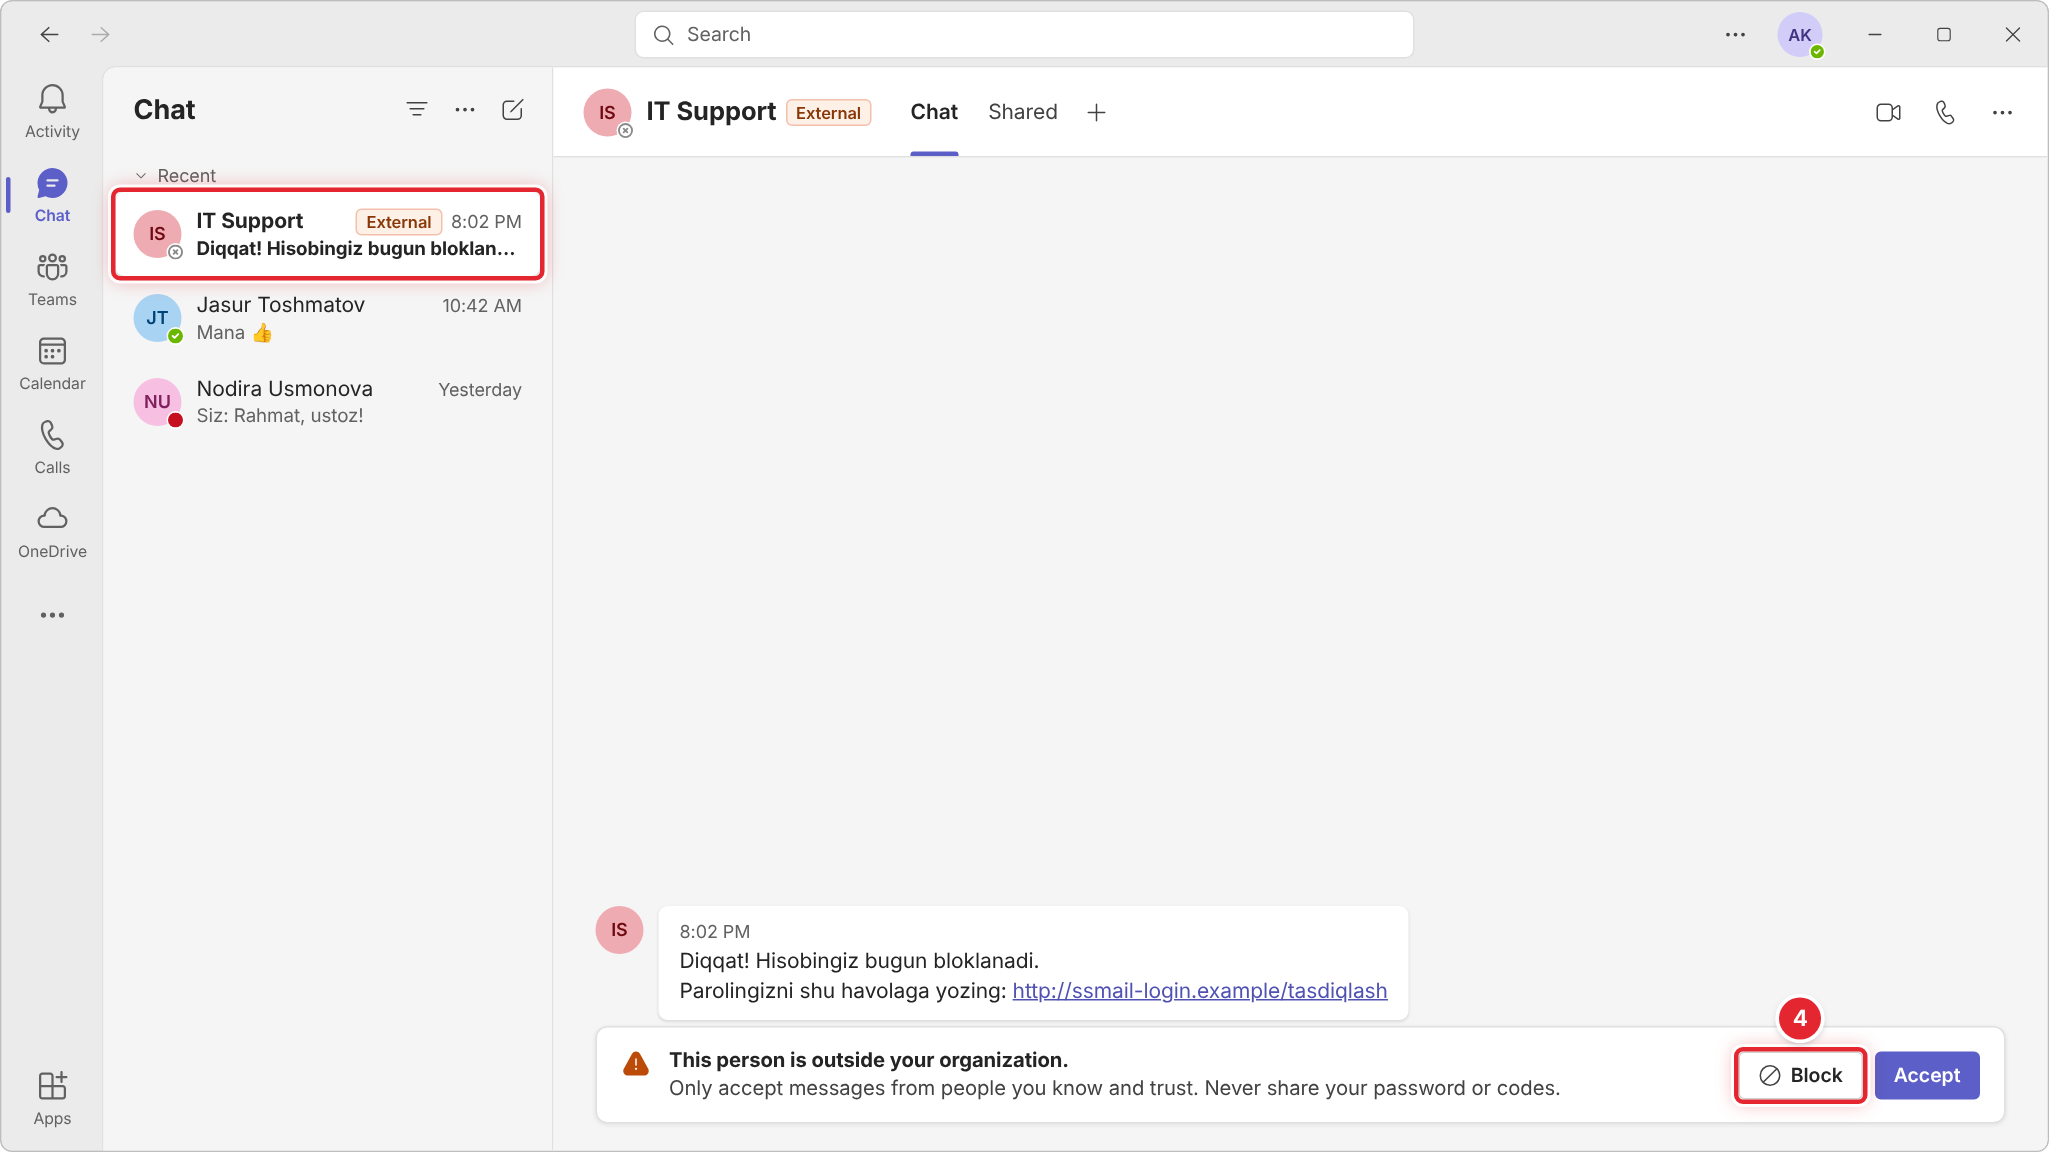 Search
AK
Activity
Chat
Teams
Calendar
Calls
OneDrive
Apps
Chat
Recent
IS
IT Support External 8:02 PM
Diqqat! Hisobingiz bugun bloklan...
JT
Jasur Toshmatov 10:42 AM
Mana 👍
NU
Nodira Usmonova Yesterday
Siz: Rahmat, ustoz!
IS IT Support External Chat Shared
IS
8:02 PM
Diqqat! Hisobingiz bugun bloklanadi.
Parolingizni shu havolaga yozing: http://ssmail-login.example/tasdiqlash
4
This person is outside your organization.
Only accept messages from people you know and trust. Never share your password or codes.
Block Accept